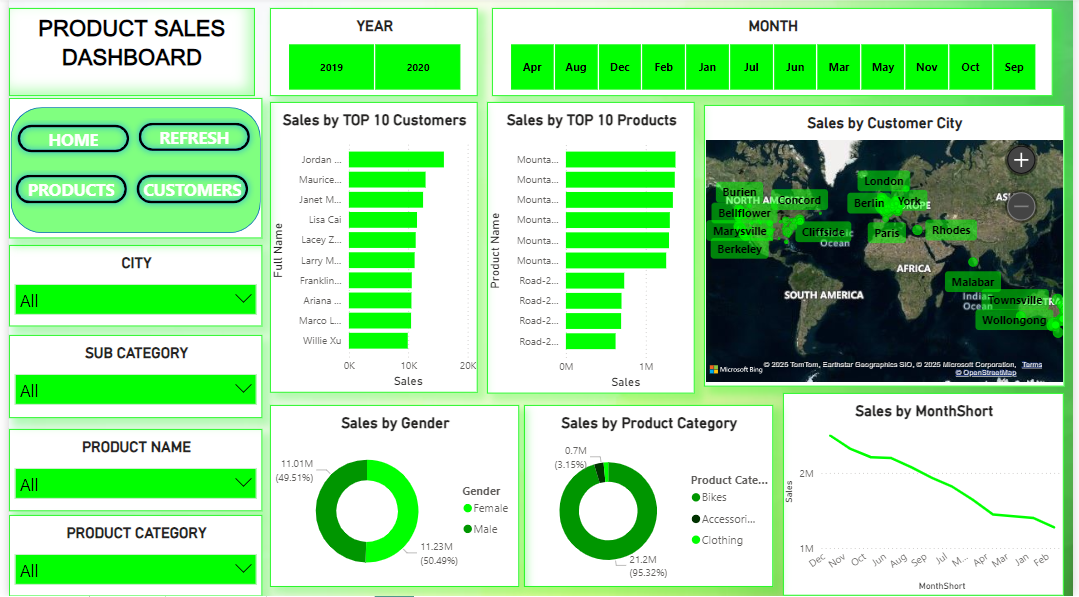 PRODUCT SALES
DASHBOARD
YEAR
2019
2020
MONTH
Apr
Aug
Dec
Feb
Jan
Jul
Jun
Mar
May
Nov
Oct
Sep
HOME
REFRESH
PRODUCTS
CUSTOMERS
CITY
All
SUB CATEGORY
All
PRODUCT NAME
All
PRODUCT CATEGORY
All
Sales by TOP 10 Customers
Full Name
Jordan ...
Maurice...
Janet M...
Lisa Cai
Lacey Z...
Larry M...
Franklin...
Ariana ...
Marco L...
Willie Xu
0K
10K
20K
Sales
Sales by TOP 10 Products
Product Name
Mounta...
Mounta...
Mounta...
Mounta...
Mounta...
Mounta...
Road-2...
Road-2...
Road-2...
Road-2...
0M
1M
Sales
Sales by Customer City
London
Burien
NORTH AM
Concord
Berlin
York
ROPE
AS
Bellflower
Marysville
Cliffside
Ocean
Paris
Rhodes
Berkeley
AFRICA
SOUTH AMERICA
Malabar
Indian
Ocean
Townsville
TRA
Wollongong
Microsoft Bing
© 2025 TomTom, Earthstar Geographics SIO, © 2025 Microsoft Corporation, Terms
© OpenStreetMap
Sales by Gender
11.01M
(49.51%)
11.23M
(50.49%)
Gender
Female
Male
Sales by Product Category
0.7M
(3.15%)
21.2M
(95.32%)
Product Cate...
Bikes
Accessori...
Clothing
Sales by MonthShort
Sales
2M
1M
Dec
Nov
Oct
Jun
Aug
Sep
Jul
M...
Apr
Mar
Jan
Feb
MonthShort